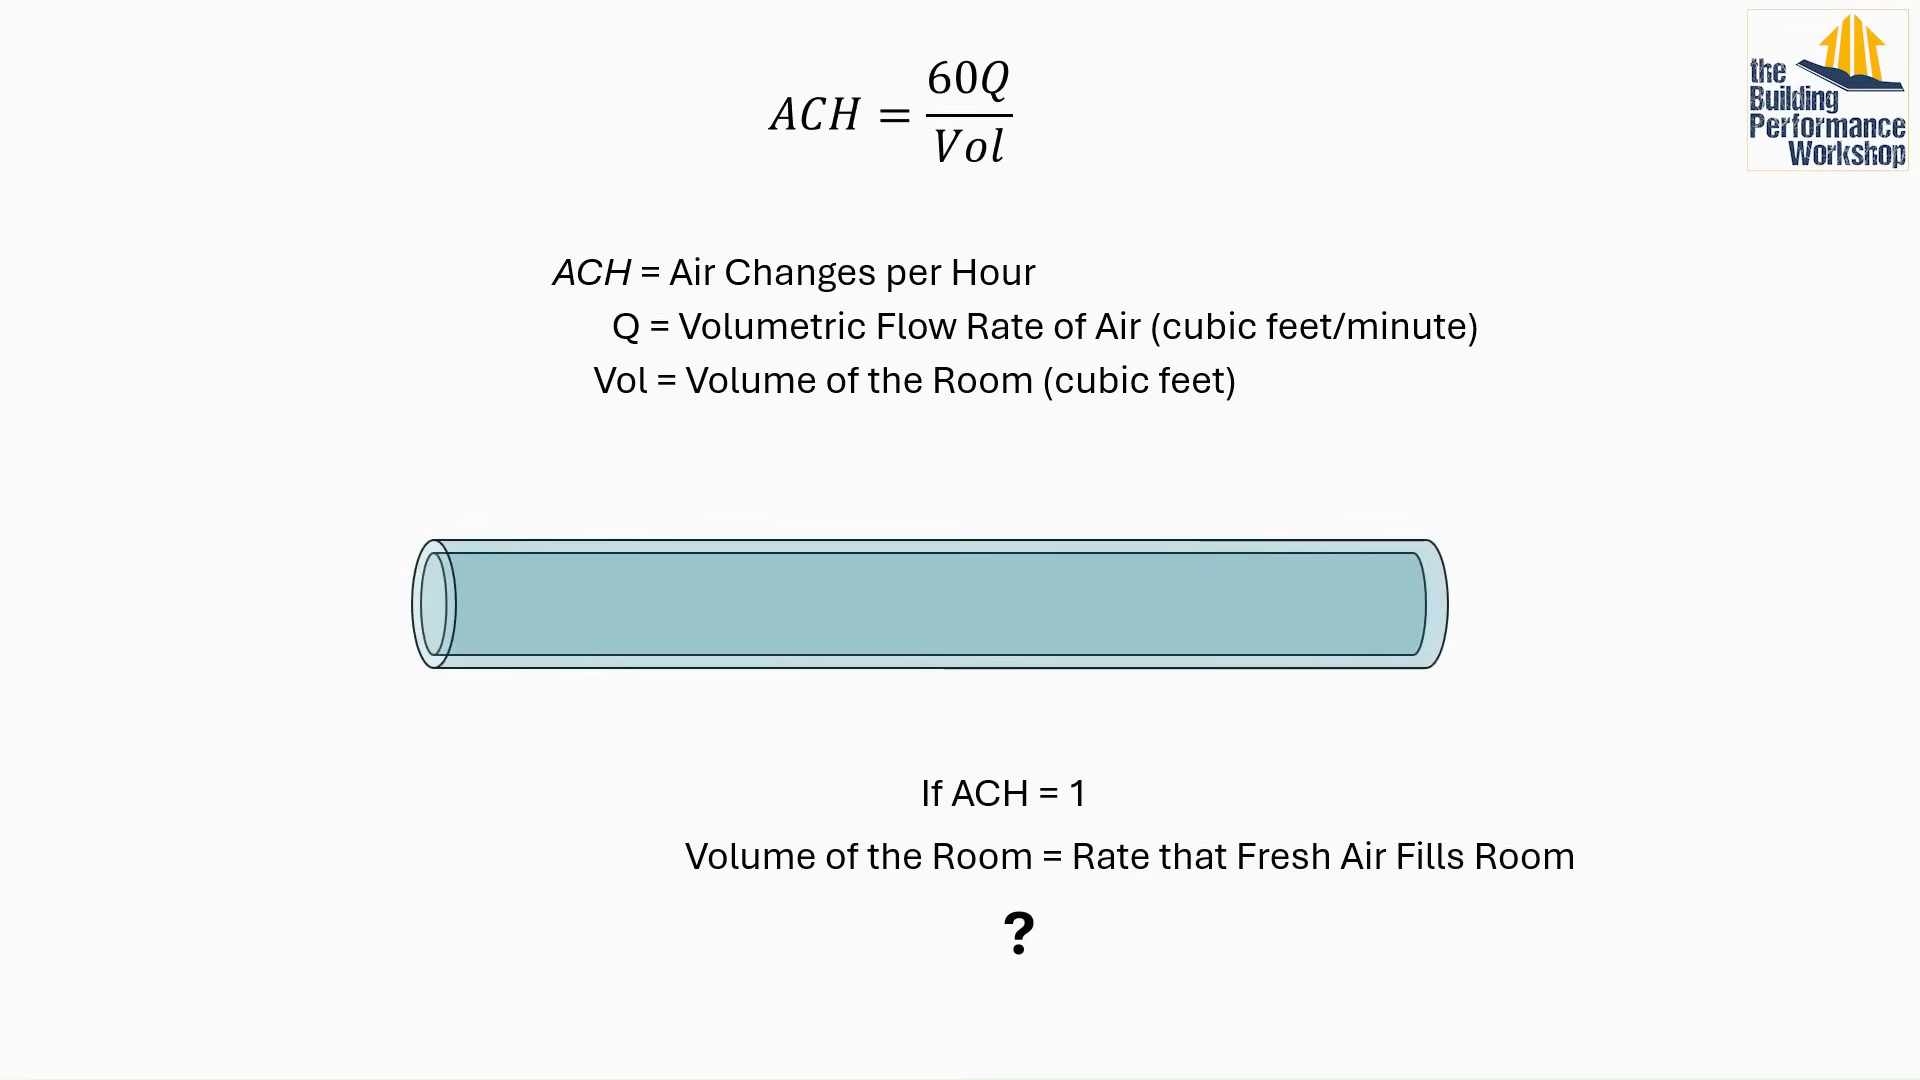 the
Building
Performance
Workshop
ACH = 60Q / Vol
ACH = Air Changes per Hour
Q = Volumetric Flow Rate of Air (cubic feet/minute)
Vol = Volume of the Room (cubic feet)
If ACH = 1
Volume of the Room = Rate that Fresh Air Fills Room
?